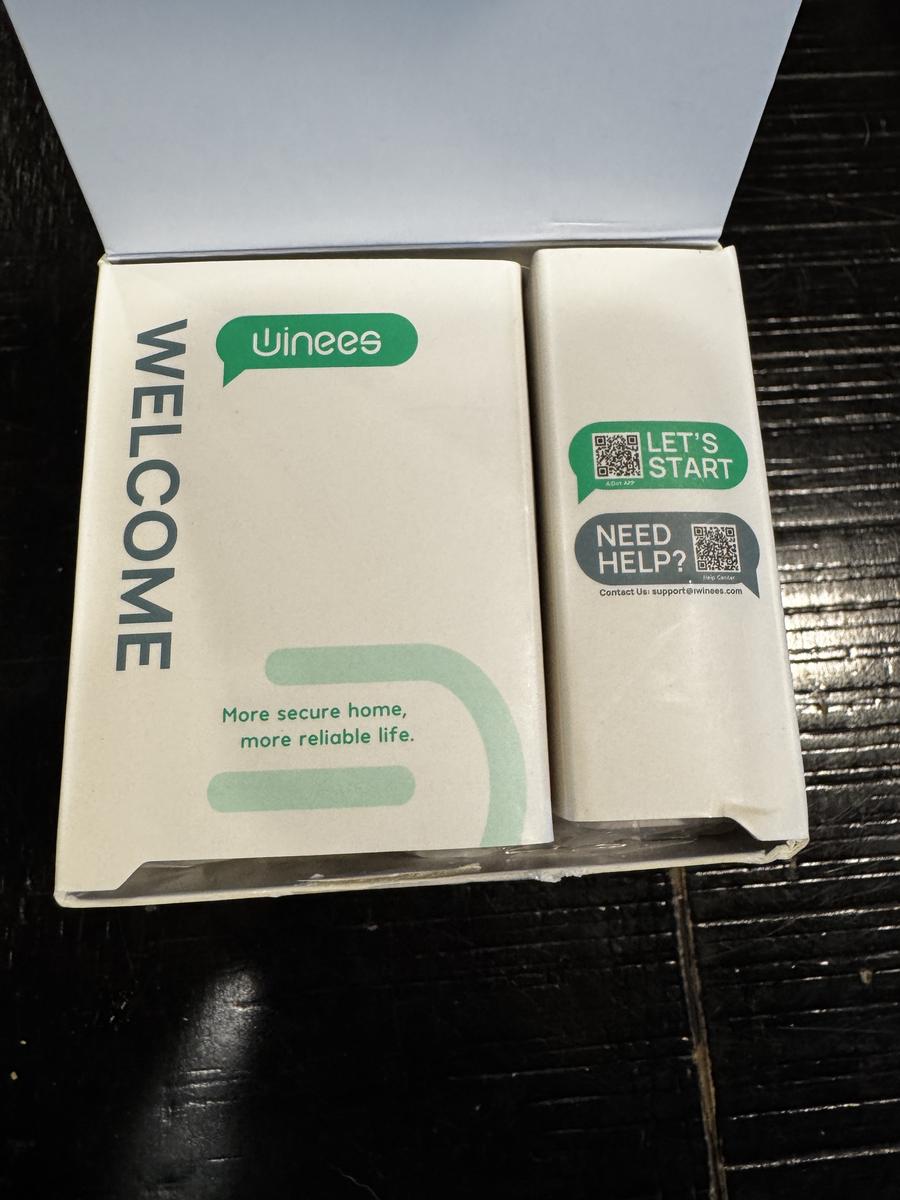 WELCOME
winees
More secure home,
more reliable life.
LET'S
START
AiDot APP
NEED
HELP?
Help Center
Contact Us: support@iwinees.com